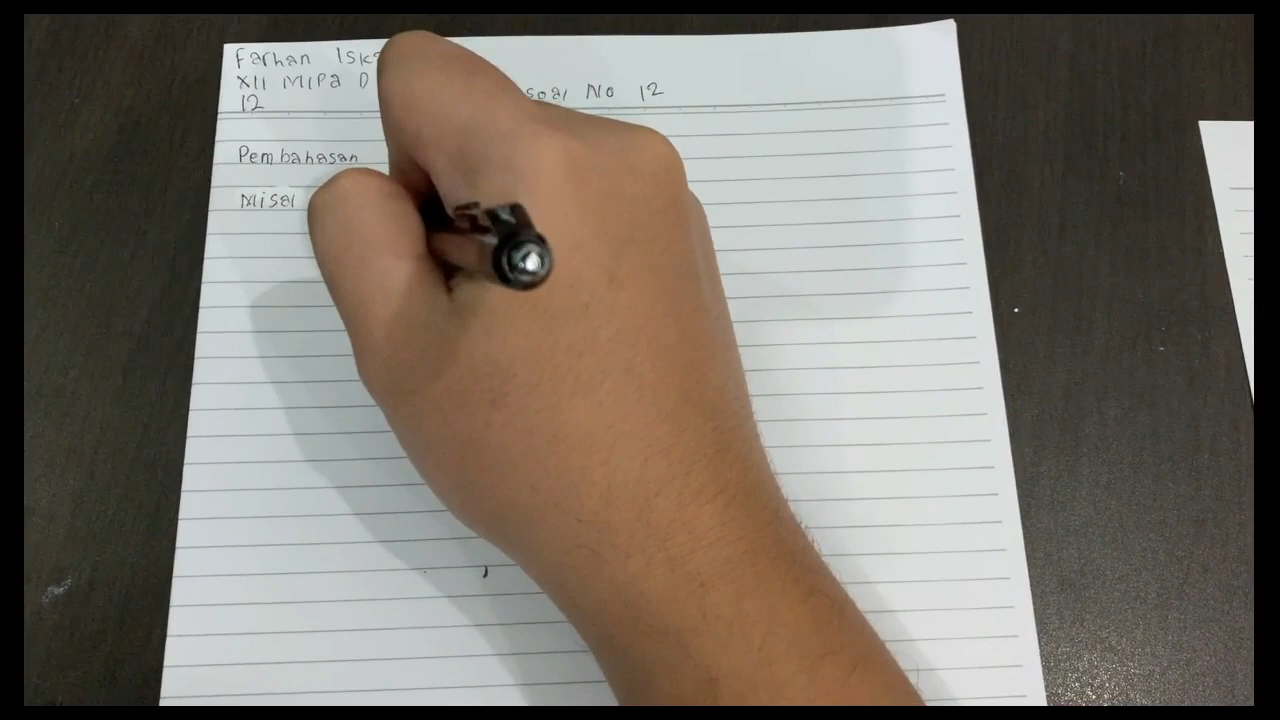 Farhan
XII MIPA D
12
soal No 12
Pembahasan
Misal